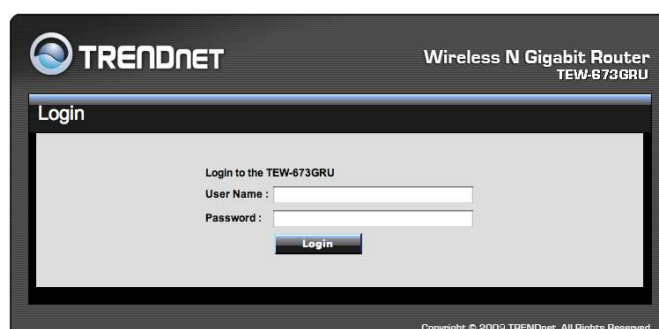 TRENDNET
Wireless N Gigabit Router
TEW-673GRU
Login
Login to the TEW-673GRU
User Name :
Password :
Login
Copyright © 2009 TRENDnet. All Rights Reserved